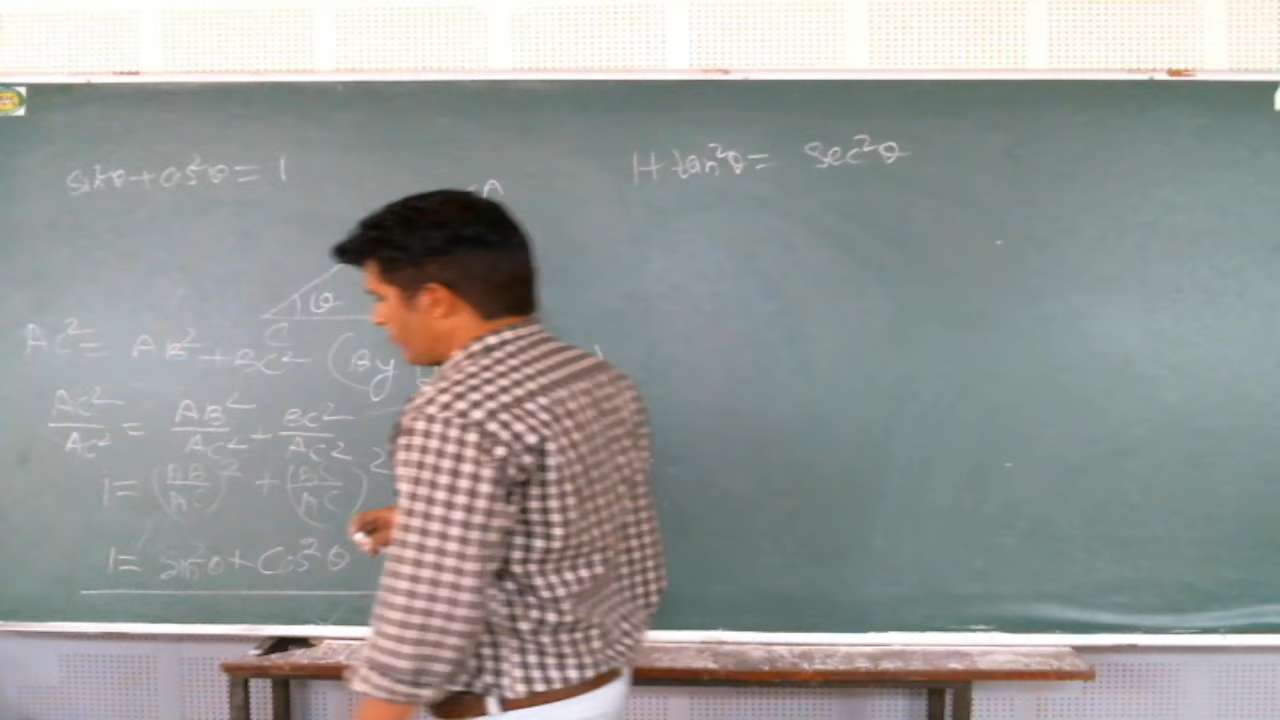 sin²θ + cos²θ = 1
A
θ
C
AC² = AB² + BC² (By
AC²/AC² = AB²/AC² + BC²/AC²
1 = (AB/AC)² + (BC/AC)²
1 = sin²θ + Cos²θ
1+tan²θ = Sec²θ